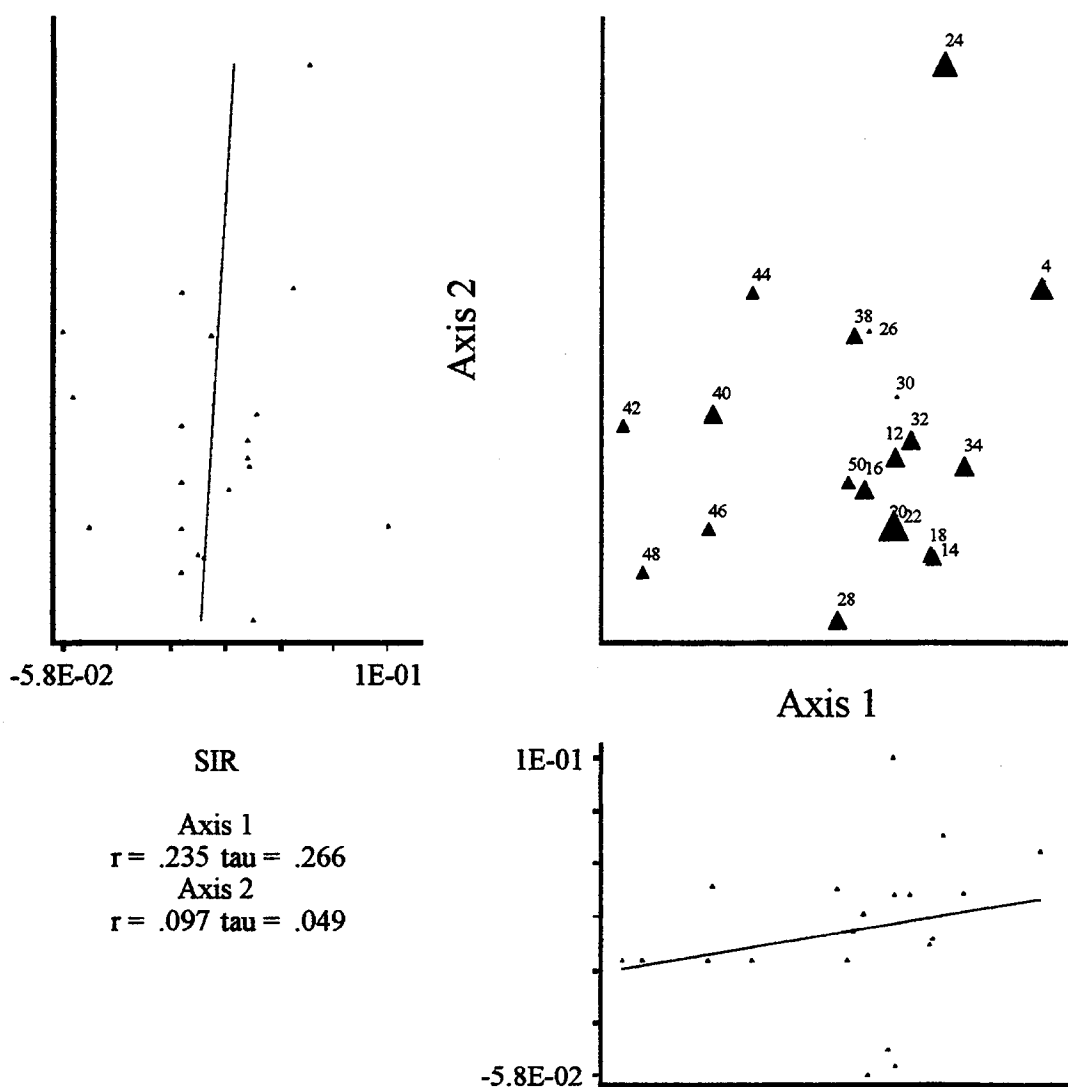 24
4
44
38
26
30
40
42
32
12
34
50
16
20
22
46
18
14
48
28
Axis 2
-5.8E-02
1E-01
Axis 1
SIR
Axis 1
r = .235 tau = .266
Axis 2
r = .097 tau = .049
1E-01
-5.8E-02